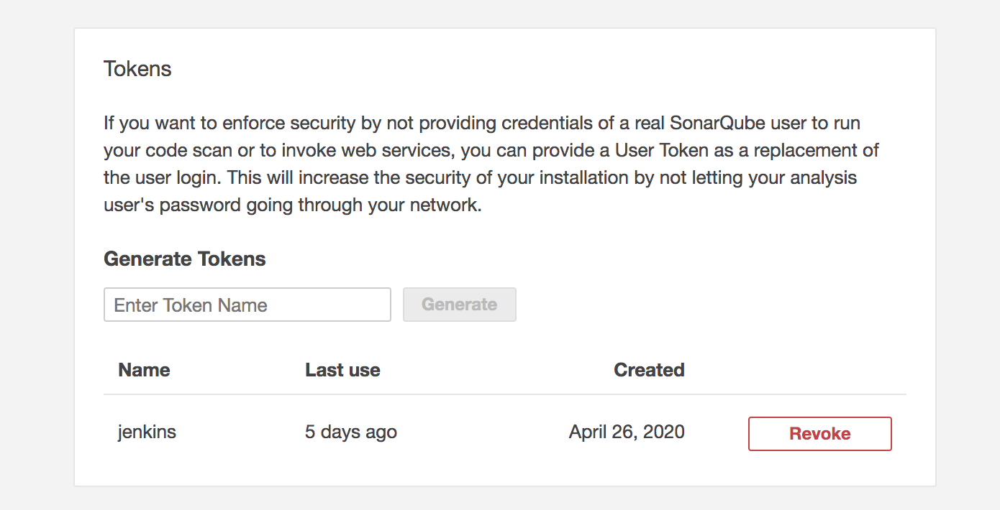 Tokens
If you want to enforce security by not providing credentials of a real SonarQube user to run
your code scan or to invoke web services, you can provide a User Token as a replacement of
the user login. This will increase the security of your installation by not letting your analysis
user's password going through your network.
Generate Tokens
Enter Token Name Generate
Name Last use Created
jenkins 5 days ago April 26, 2020 Revoke